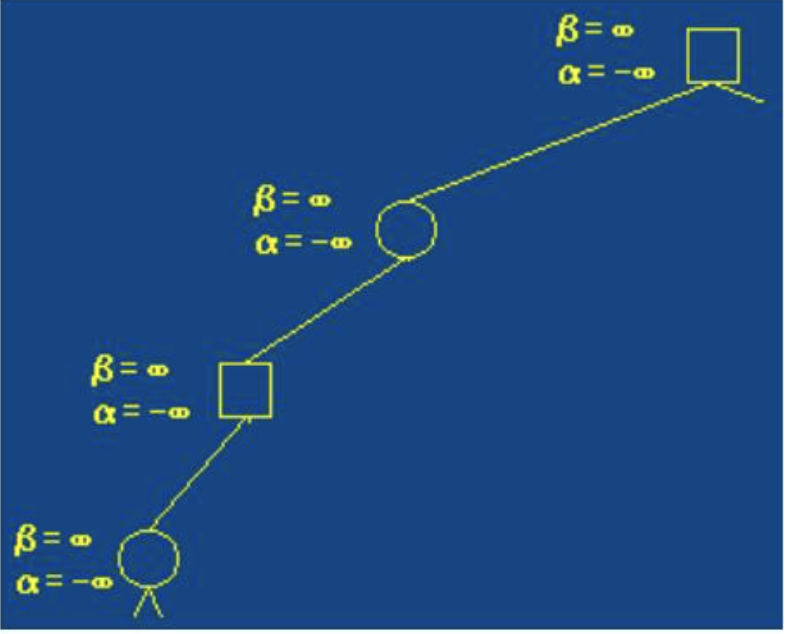 β = ∞
α = −∞
β = ∞
α = −∞
β = ∞
α = −∞
β = ∞
α = −∞